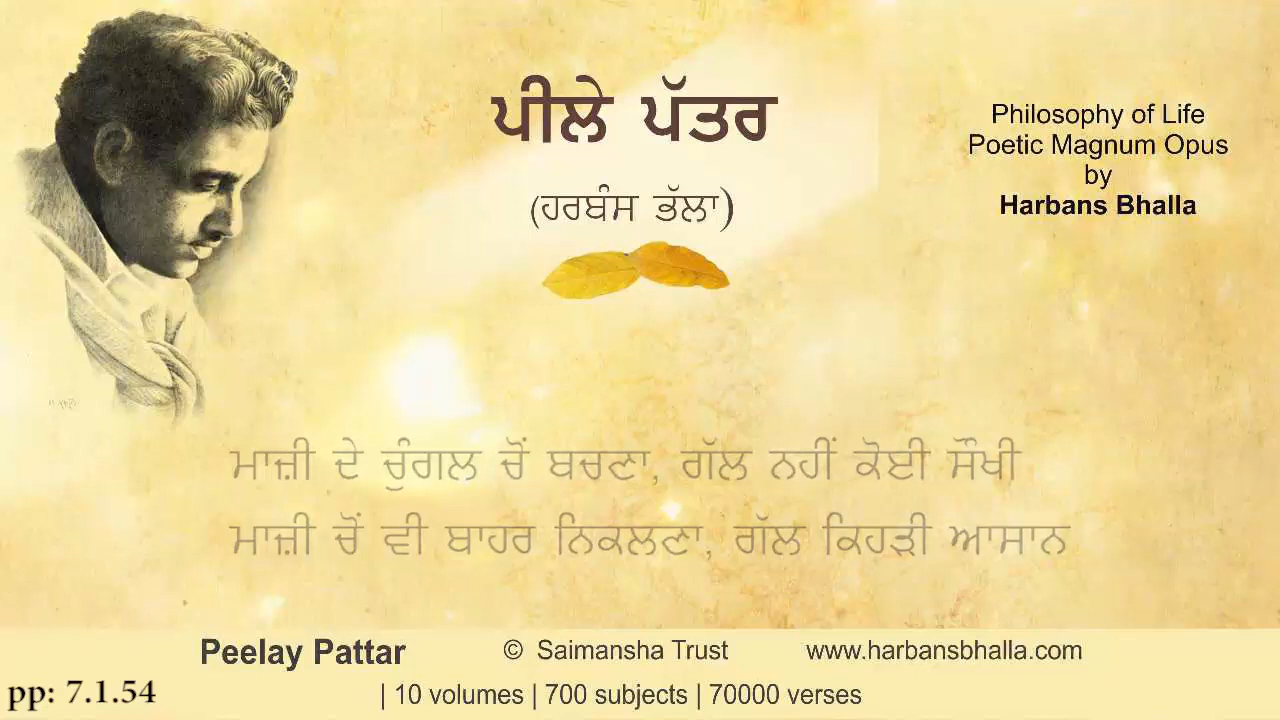 ਪੀਲੇ ਪੱਤਰ
(ਹਰਬੰਸ ਭੱਲਾ)
Philosophy of Life
Poetic Magnum Opus
by
Harbans Bhalla
ਮਾਜ਼ੀ ਦੇ ਚੁੰਗਲ ਚੋਂ ਬਚਣਾ, ਗੱਲ ਨਹੀਂ ਕੋਈ ਸੌਖੀ
ਮਾਜ਼ੀ ਚੋਂ ਵੀ ਬਾਹਰ ਨਿਕਲਣਾ, ਗੱਲ ਕਿਹੜੀ ਆਸਾਨ
Peelay Pattar © Saimansha Trust www.harbansbhalla.com
| 10 volumes | 700 subjects | 70000 verses
pp: 7.1.54